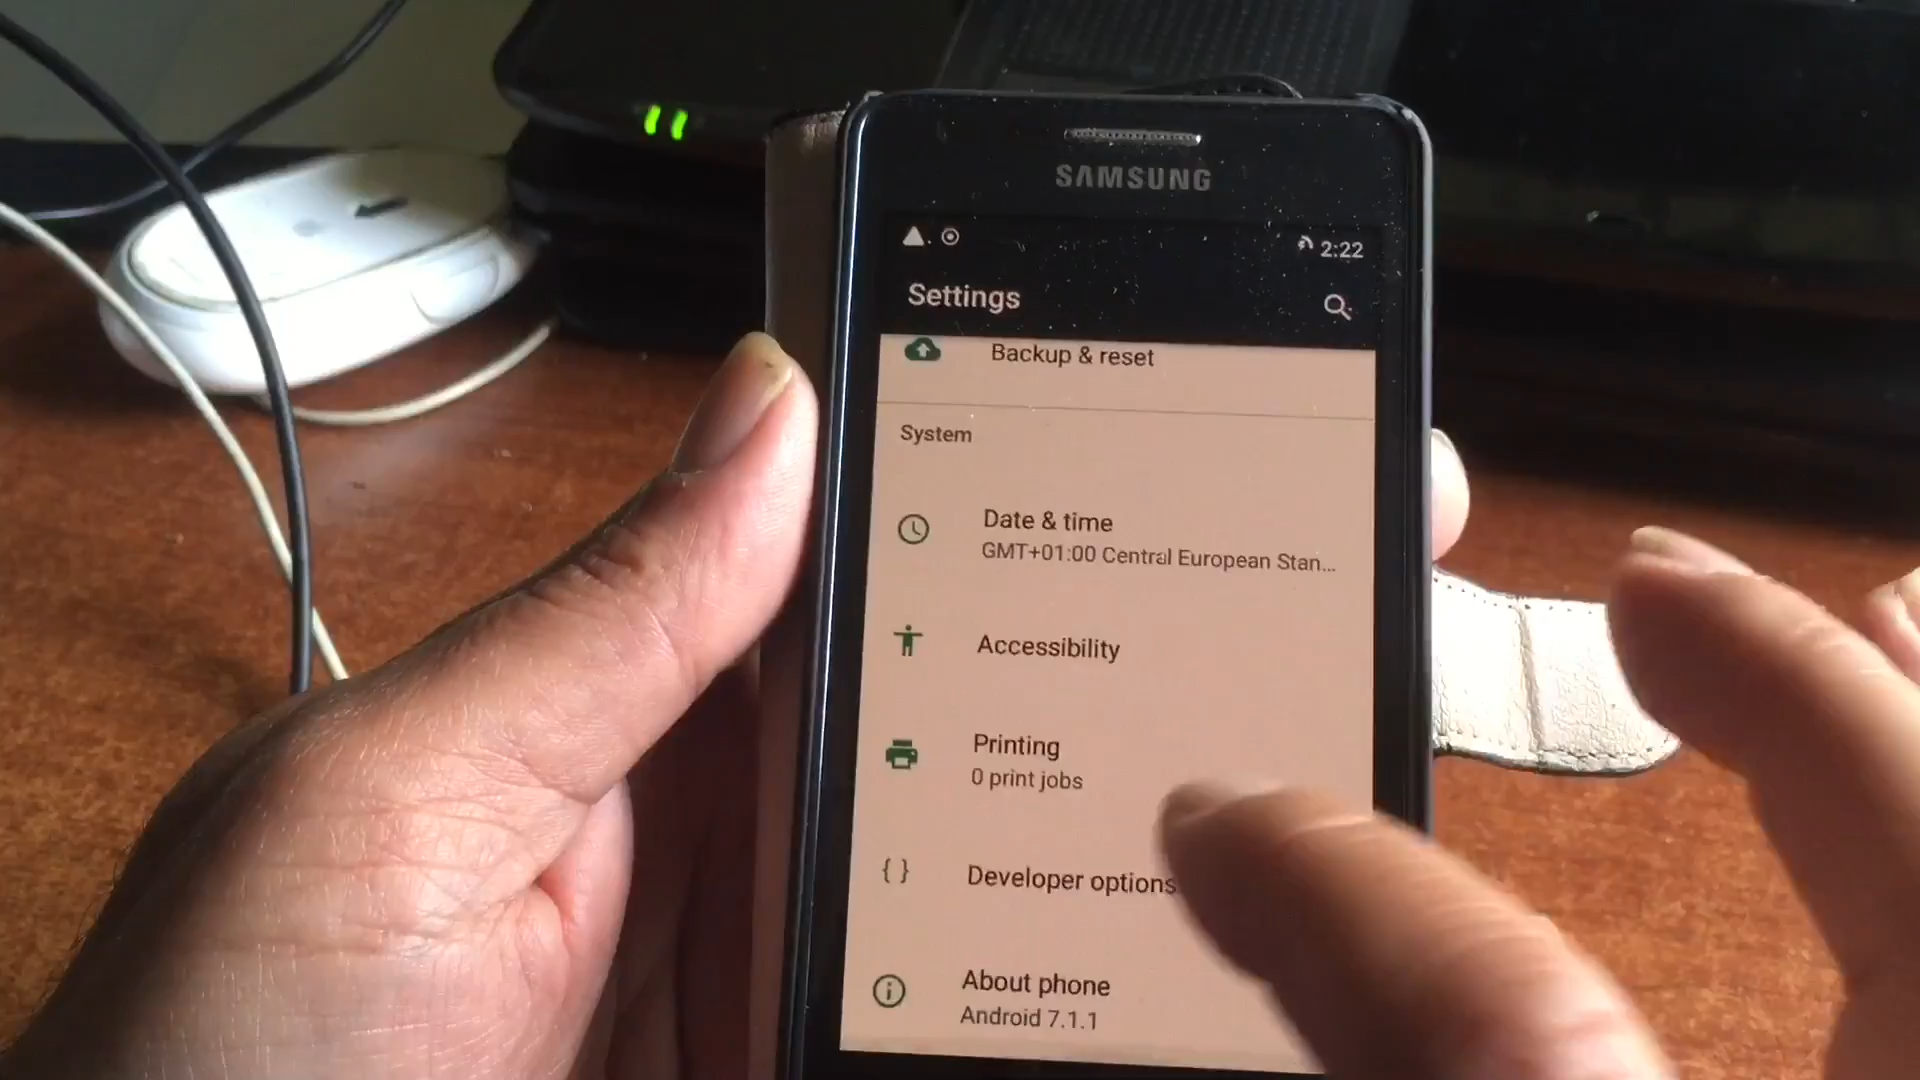 SAMSUNG
2:22
Settings
Backup & reset
System
Date & time
GMT+01:00 Central European Stan...
Accessibility
Printing
0 print jobs
Developer options
About phone
Android 7.1.1